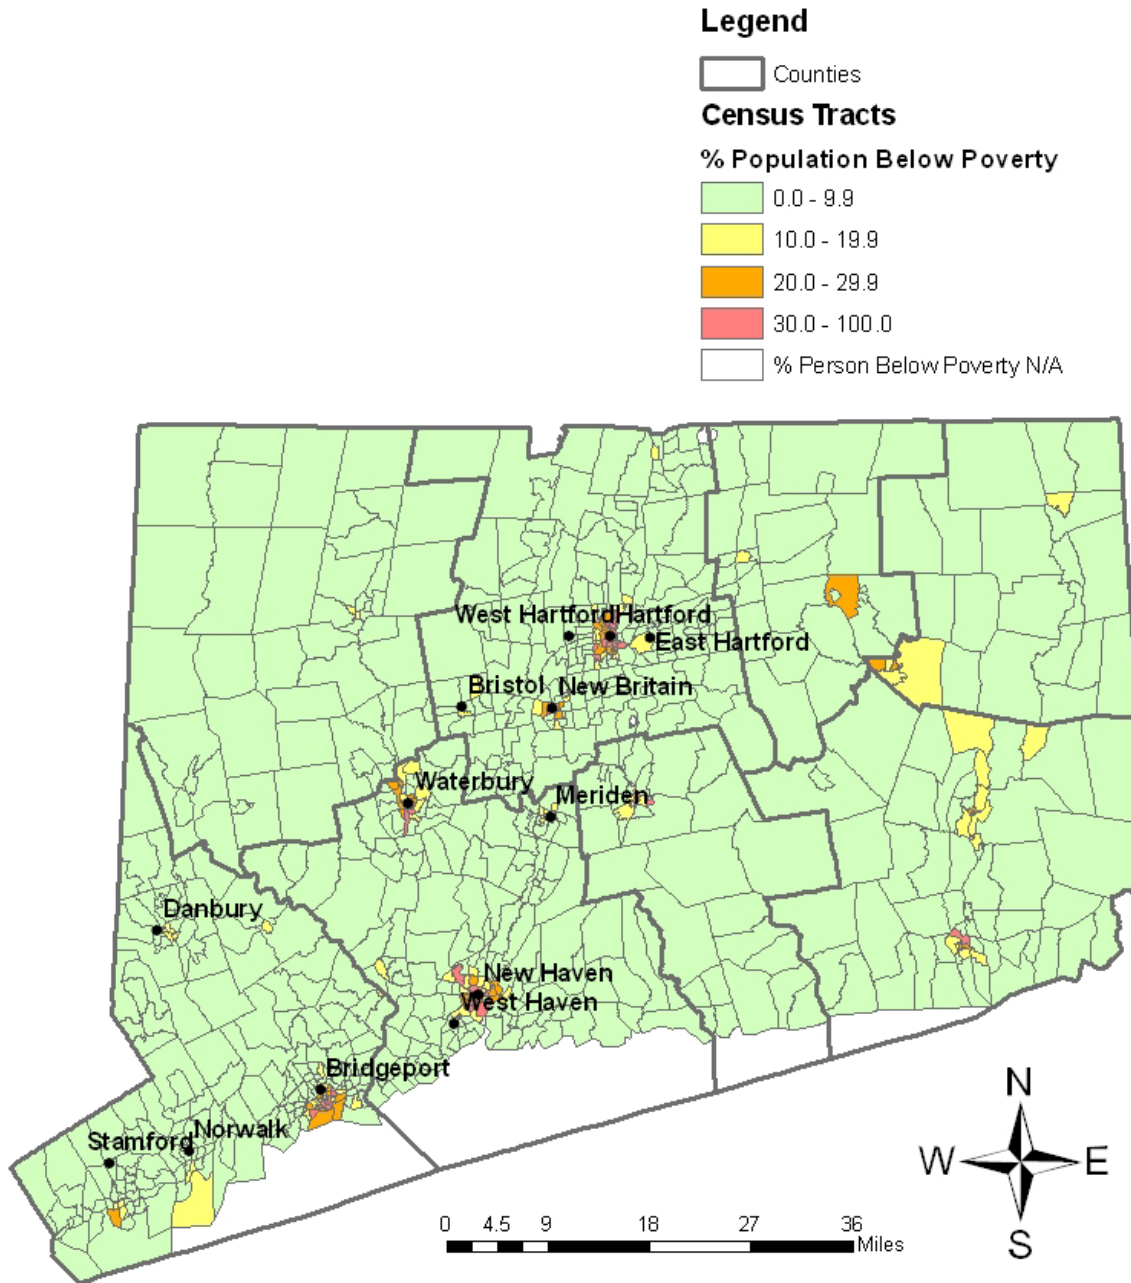 Legend
Counties
Census Tracts
% Population Below Poverty
0.0 - 9.9
10.0 - 19.9
20.0 - 29.9
30.0 - 100.0
% Person Below Poverty N/A
West Hartford Hartford
East Hartford
Bristol New Britain
Waterbury
Meriden
Danbury
New Haven
West Haven
Bridgeport
Norwalk
Stamford
N
W E
S
0 4.5 9 18 27 36
Miles